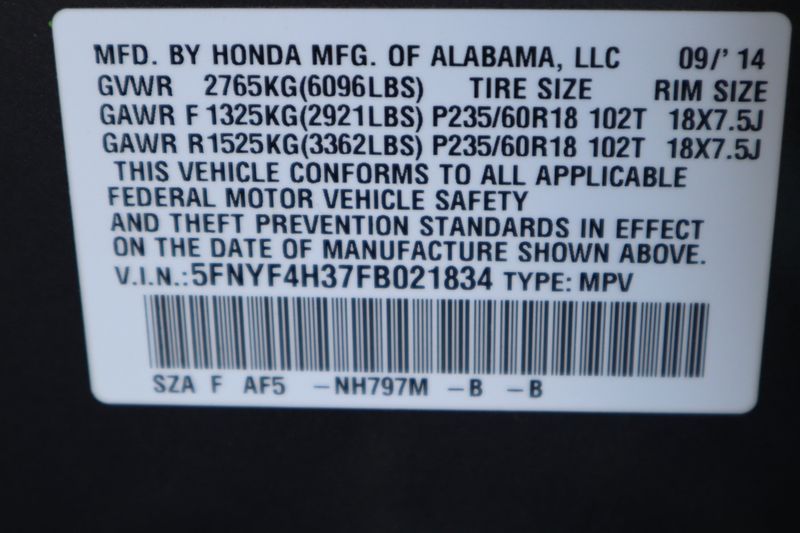 MFD. BY HONDA MFG. OF ALABAMA, LLC 09/' 14
GVWR 2765KG(6096LBS) TIRE SIZE RIM SIZE
GAWR F 1325KG(2921LBS) P235/60R18 102T 18X7.5J
GAWR R1525KG(3362LBS) P235/60R18 102T 18X7.5J
THIS VEHICLE CONFORMS TO ALL APPLICABLE
FEDERAL MOTOR VEHICLE SAFETY
AND THEFT PREVENTION STANDARDS IN EFFECT
ON THE DATE OF MANUFACTURE SHOWN ABOVE.
V.I.N.:5FNYF4H37FB021834 TYPE: MPV
SZA F AF5 -NH797M -B -B